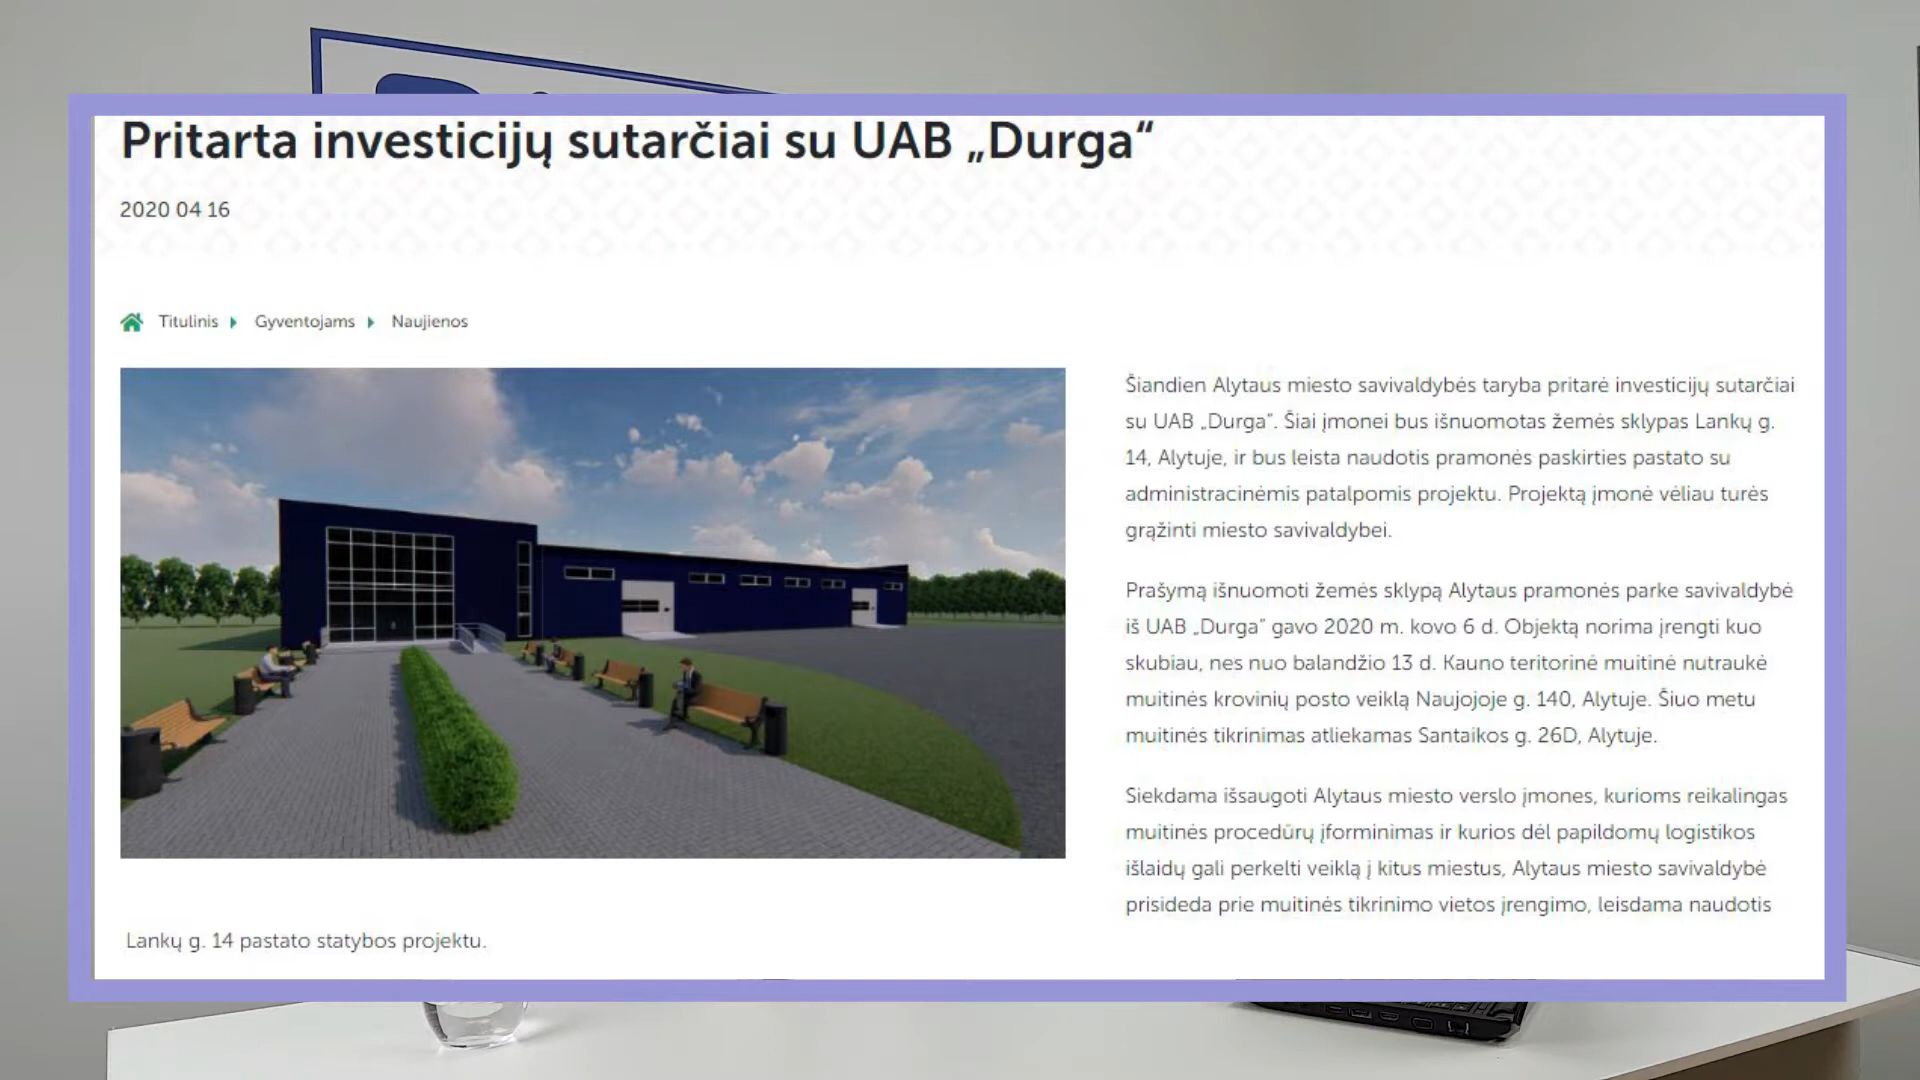 Pritarta investicijų sutarčiai su UAB „Durga“
2020 04 16
Titulinis
Gyventojams
Naujienos
Šiandien Alytaus miesto savivaldybės taryba pritarė investicijų sutarčiai
su UAB „Durga“. Šiai įmonei bus išnuomotas žemės sklypas Lankų g.
14, Alytuje, ir bus leista naudotis pramonės paskirties pastato su
administracinėmis patalpomis projektu. Projektą įmonė vėliau turės
grąžinti miesto savivaldybei.
Prašymą išnuomoti žemės sklypą Alytaus pramonės parke savivaldybė
iš UAB „Durga“ gavo 2020 m. kovo 6 d. Objektą norima įrengti kuo
skubiau, nes nuo balandžio 13 d. Kauno teritorinė muitinė nutraukė
muitinės krovinių posto veiklą Naujojoje g. 140, Alytuje. Šiuo metu
muitinės tikrinimas atliekamas Santaikos g. 26D, Alytuje.
Siekdama išsaugoti Alytaus miesto verslo įmones, kurioms reikalingas
muitinės procedūrų įforminimas ir kurios dėl papildomų logistikos
išlaidų gali perkelti veiklą į kitus miestus, Alytaus miesto savivaldybė
prisideda prie muitinės tikrinimo vietos įrengimo, leisdama naudotis
Lankų g. 14 pastato statybos projektu.